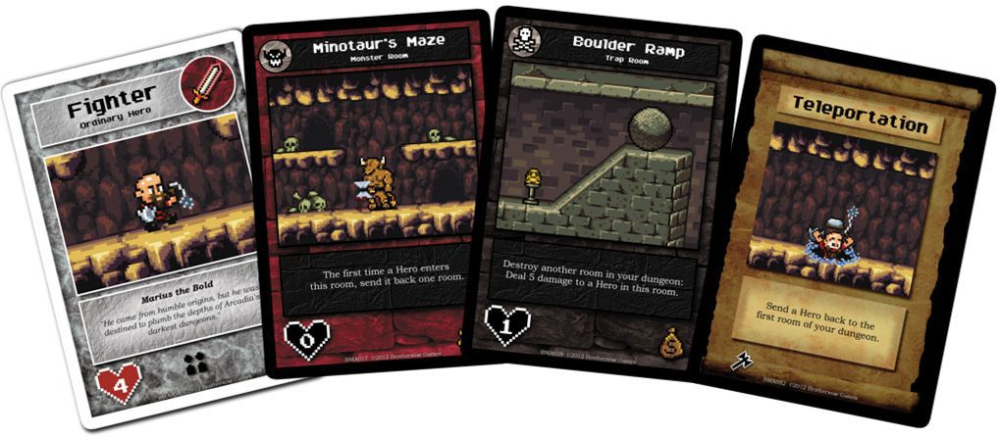 Fighter
Ordinary Hero
Marius the Bold
"He came from humble origins, but he was
destined to plumb the depths of Arcadia's
darkest dungeons."
4
Minotaur's Maze
Monster Room
The first time a Hero enters
this room, send it back one room.
0
BMA017 ©2012 Brotherwise Games
Boulder Ramp
Trap Room
Destroy another room in your dungeon:
Deal 5 damage to a Hero in this room.
1
BMA028 ©2012 Brotherwise Games
Teleportation
Send a Hero back to the
first room of your dungeon.
BMA052 ©2012 Brotherwise Games